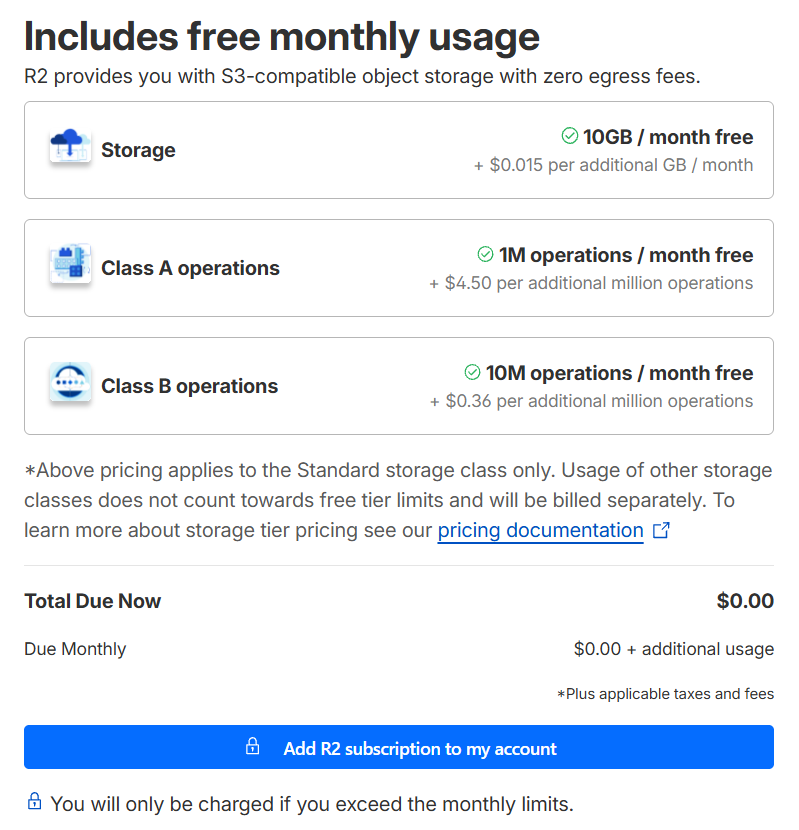 Includes free monthly usage
R2 provides you with S3-compatible object storage with zero egress fees.
Storage
10GB / month free
+ $0.015 per additional GB / month
Class A operations
1M operations / month free
+ $4.50 per additional million operations
Class B operations
10M operations / month free
+ $0.36 per additional million operations
*Above pricing applies to the Standard storage class only. Usage of other storage
classes does not count towards free tier limits and will be billed separately. To
learn more about storage tier pricing see our pricing documentation
Total Due Now $0.00
Due Monthly $0.00 + additional usage
*Plus applicable taxes and fees
Add R2 subscription to my account
You will only be charged if you exceed the monthly limits.